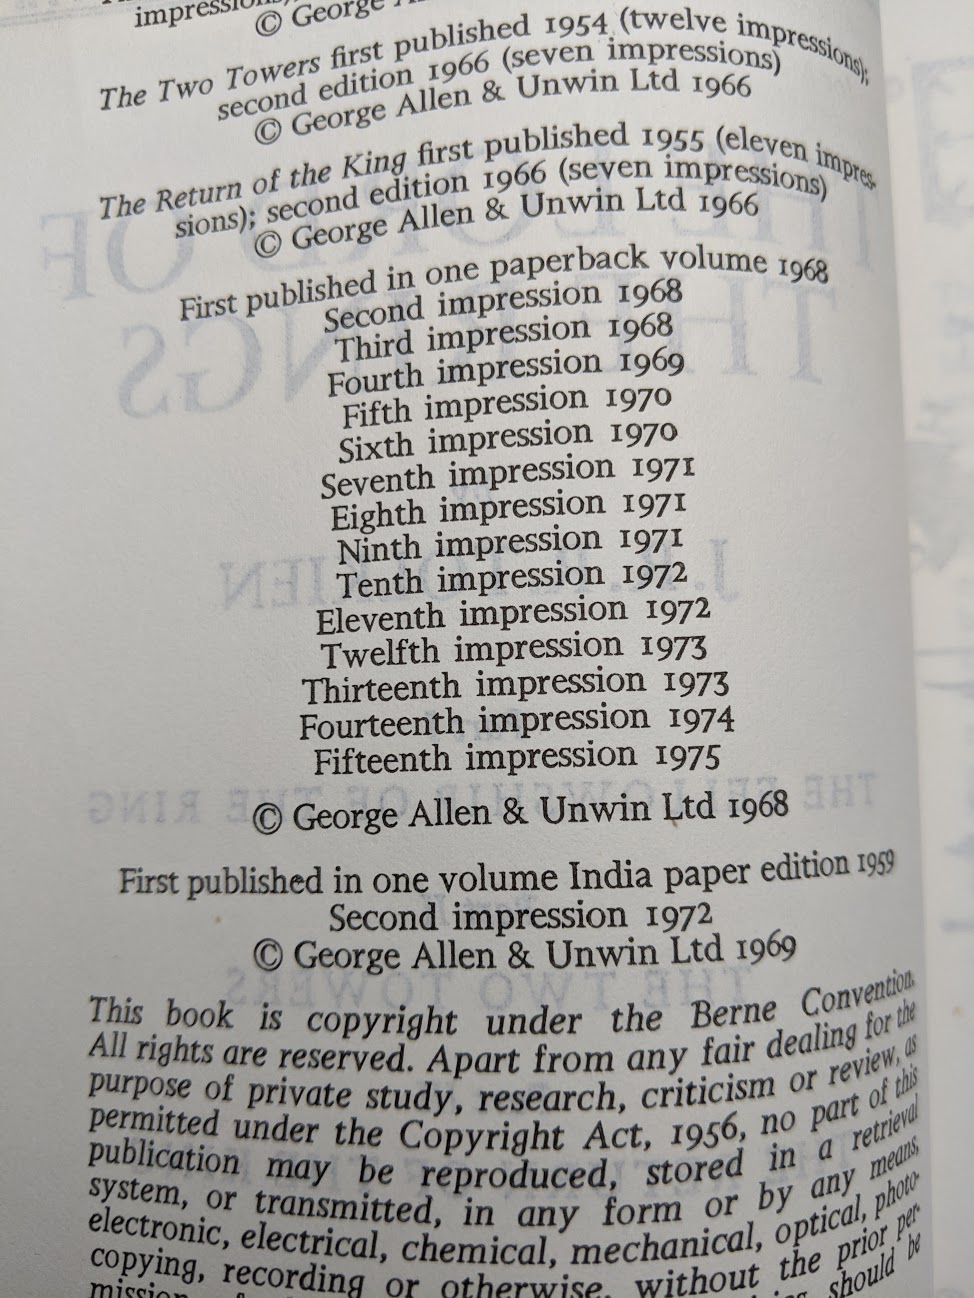 impressions)
© George
The Two Towers first published 1954 (twelve impressions);
second edition 1966 (seven impressions)
© George Allen & Unwin Ltd 1966
The Return of the King first published 1955 (eleven impres-
sions); second edition 1966 (seven impressions)
© George Allen & Unwin Ltd 1966
First published in one paperback volume 1968
Second impression 1968
Third impression 1968
Fourth impression 1969
Fifth impression 1970
Sixth impression 1970
Seventh impression 1971
Eighth impression 1971
Ninth impression 1971
Tenth impression 1972
Eleventh impression 1972
Twelfth impression 1973
Thirteenth impression 1973
Fourteenth impression 1974
Fifteenth impression 1975
© George Allen & Unwin Ltd 1968
First published in one volume India paper edition 1959
Second impression 1972
© George Allen & Unwin Ltd 1969
This book is copyright under the Berne Convention.
All rights are reserved. Apart from any fair dealing for the
purpose of private study, research, criticism or review, as
permitted under the Copyright Act, 1956, no part of this
publication may be reproduced, stored in a retrieval
system, or transmitted, in any form or by any means,
electronic, electrical, chemical, mechanical, optical, photo-
copying, recording or otherwise, without the prior per-
should be